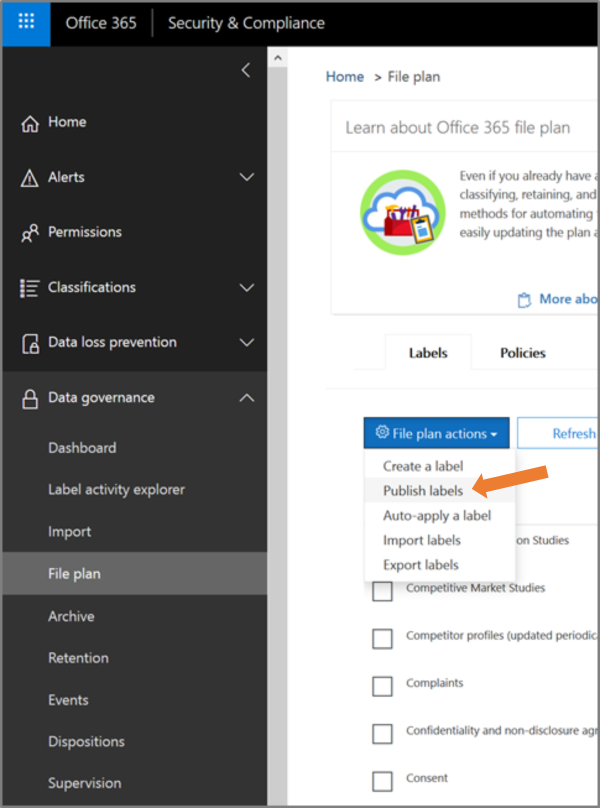 Office 365 Security & Compliance
Home
Alerts
Permissions
Classifications
Data loss prevention
Data governance
Dashboard
Label activity explorer
Import
File plan
Archive
Retention
Events
Dispositions
Supervision
Home > File plan
Learn about Office 365 file plan
Even if you already have a
classifying, retaining, and
methods for automating
easily updating the plan a
More abo
Labels Policies
File plan actions Refresh
Create a label
Publish labels
Auto-apply a label
Import labels
Export labels
on Studies
Competitive Market Studies
Competitor profiles (updated periodic
Complaints
Confidentiality and non-disclosure agr
Consent